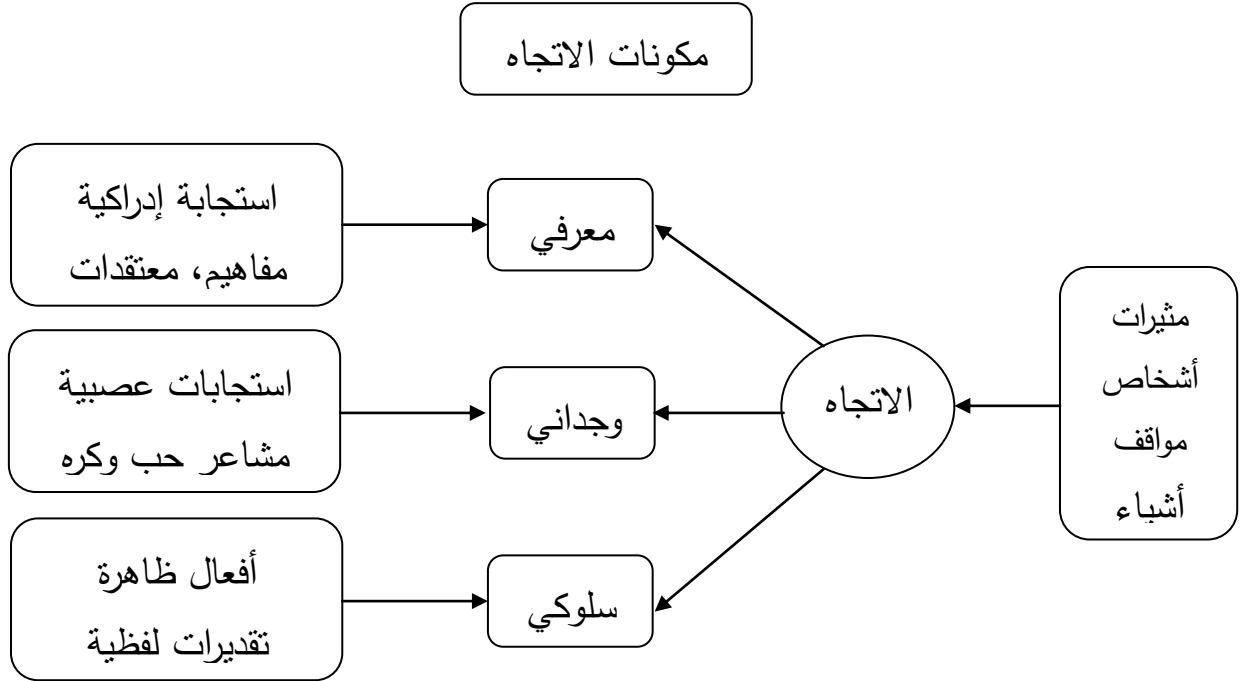 مكونات الاتجاه
مثيرات
أشخاص
مواقف
أشياء
الاتجاه
معرفي
استجابة إدراكية
مفاهيم، معتقدات
وجداني
استجابات عصبية
مشاعر حب وكره
سلوكي
أفعال ظاهرة
تقديرات لفظية